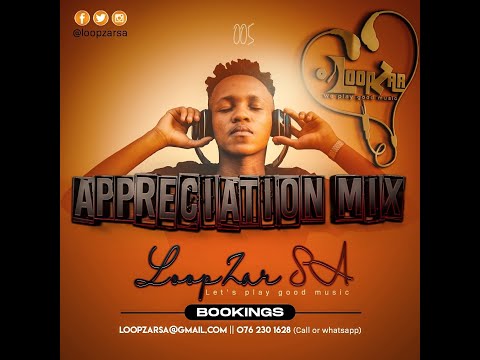 @loopzarsa
005
LoopZar
we play good music
APPRECIATION MIX
LoopZar SA
Let's play good music
BOOKINGS
LOOPZARSA@GMAIL.COM || 076 230 1628 (Call or whatsapp)